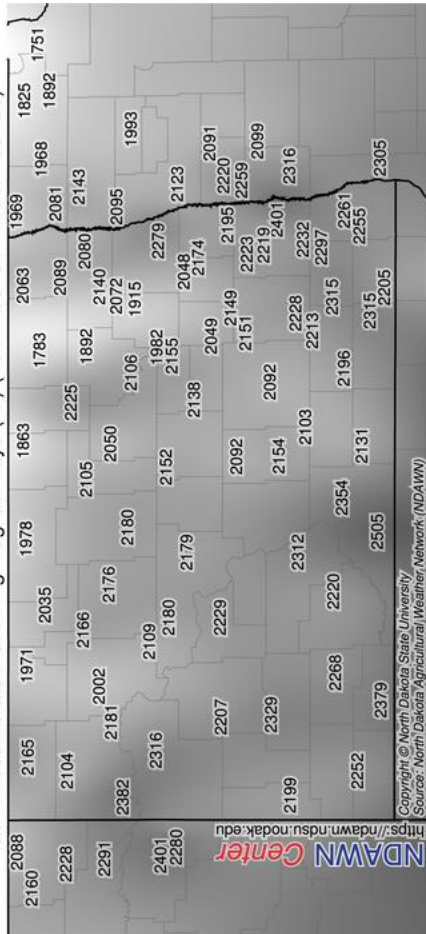 2088 2165 1971 1978 1863 2063 1969 1825
2160 2035 1783 1968 1751
2228 2104 2225 2089 2081 1892
2166 2105 1892 2080 2143
2291 2181 2002 2176 2050 2140
2382 2180 2106 2072 2095 1993
2109 1915
2401 2316 2152 1982 2279
2280 2180 2155 2123
2179 2138 2048
2174
2207 2229 2049 2091
2092 2149 2195 2220
2151 2223 2259
2329 2092 2219 2099
2154 2401
2199 2312 2228 2316
2103 2213 2232
2297
2268 2220 2354 2196 2315 2261
2252 2131 2255
2379 2505 2315 2305
2205
NDAWN Center
https://ndawn.ndsu.nodak.edu
Copyright © North Dakota State University
Source: North Dakota Agricultural Weather Network (NDAWN)